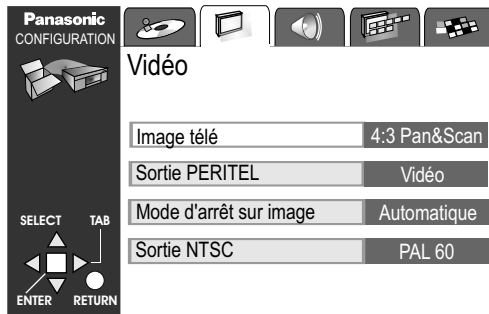 Panasonic
CONFIGURATION
Vidéo
Image télé 4:3 Pan&Scan
Sortie PERITEL Vidéo
Mode d'arrêt sur image Automatique
Sortie NTSC PAL 60
SELECT TAB
ENTER RETURN